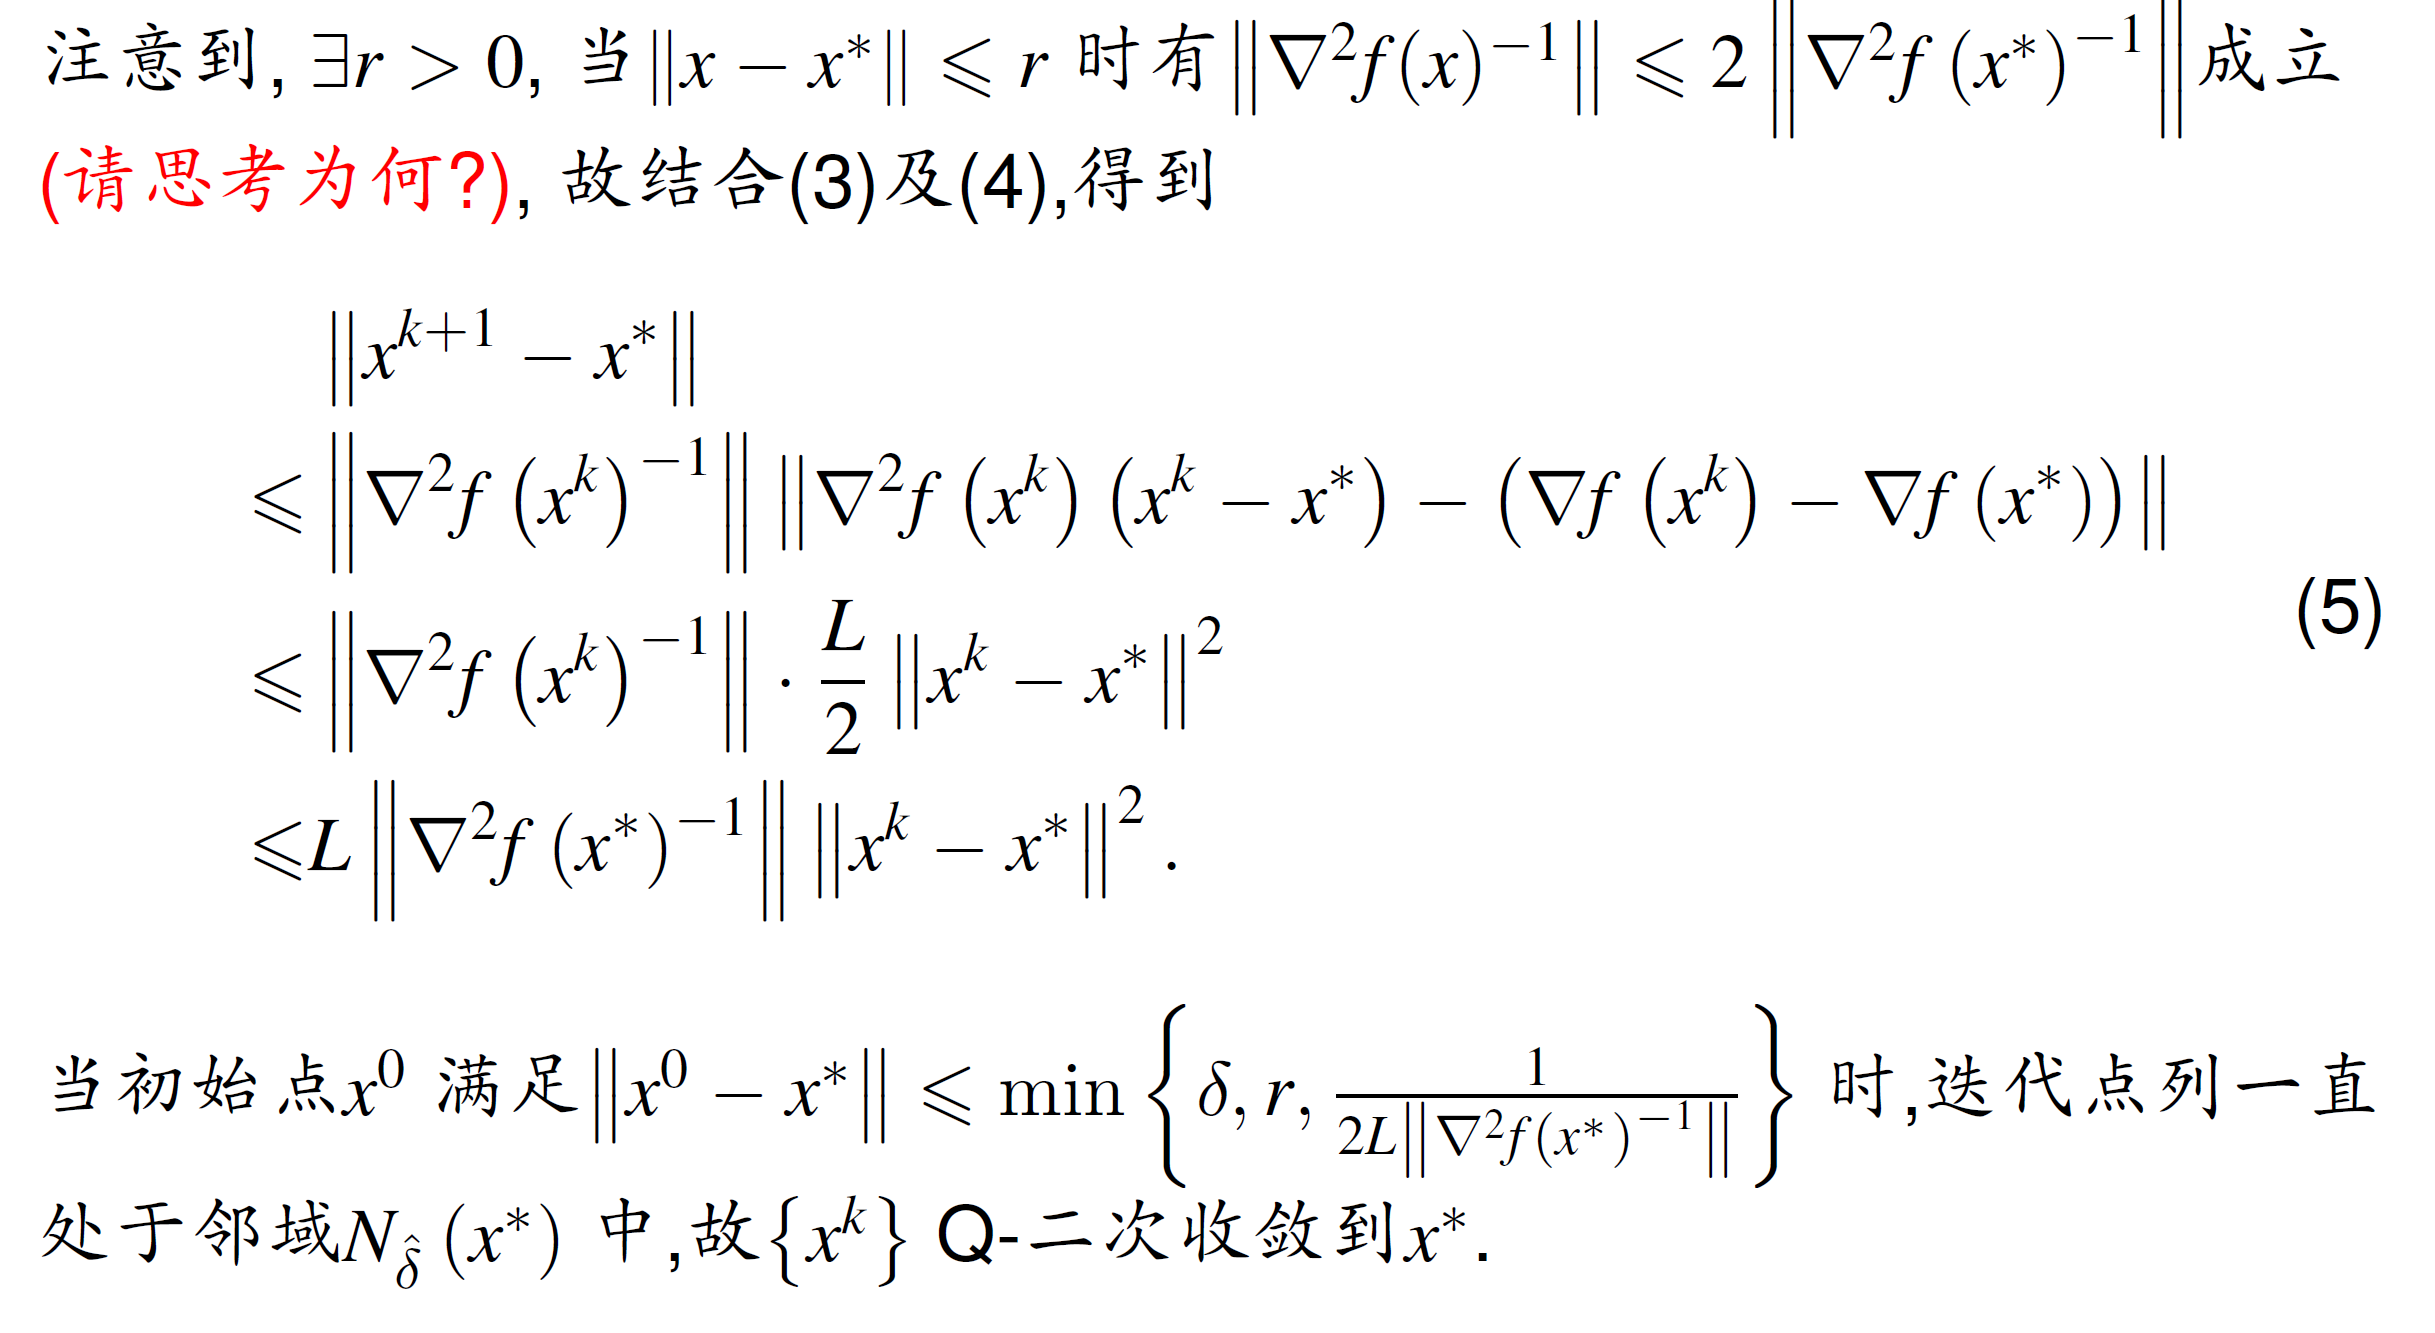 注意到, ∃r > 0, 当‖x − x*‖ ⩽ r 时有‖∇²f(x)⁻¹‖ ⩽ 2‖∇²f(x*)⁻¹‖成立
(请思考为何?), 故结合(3)及(4),得到
‖x^{k+1} − x*‖
⩽ ‖∇²f(x^k)⁻¹‖ ‖∇²f(x^k)(x^k − x*) − (∇f(x^k) − ∇f(x*))‖
⩽ ‖∇²f(x^k)⁻¹‖ · \frac{L}{2} ‖x^k − x*‖² (5)
⩽L‖∇²f(x*)⁻¹‖ ‖x^k − x*‖² .
当初始点x⁰ 满足‖x⁰ − x*‖ ⩽ min{δ, r, \frac{1}{2L‖∇²f(x*)⁻¹‖}} 时,迭代点列一直
处于邻域N_{\hat{δ}}(x*) 中,故{x^k} Q-二次收敛到x*.